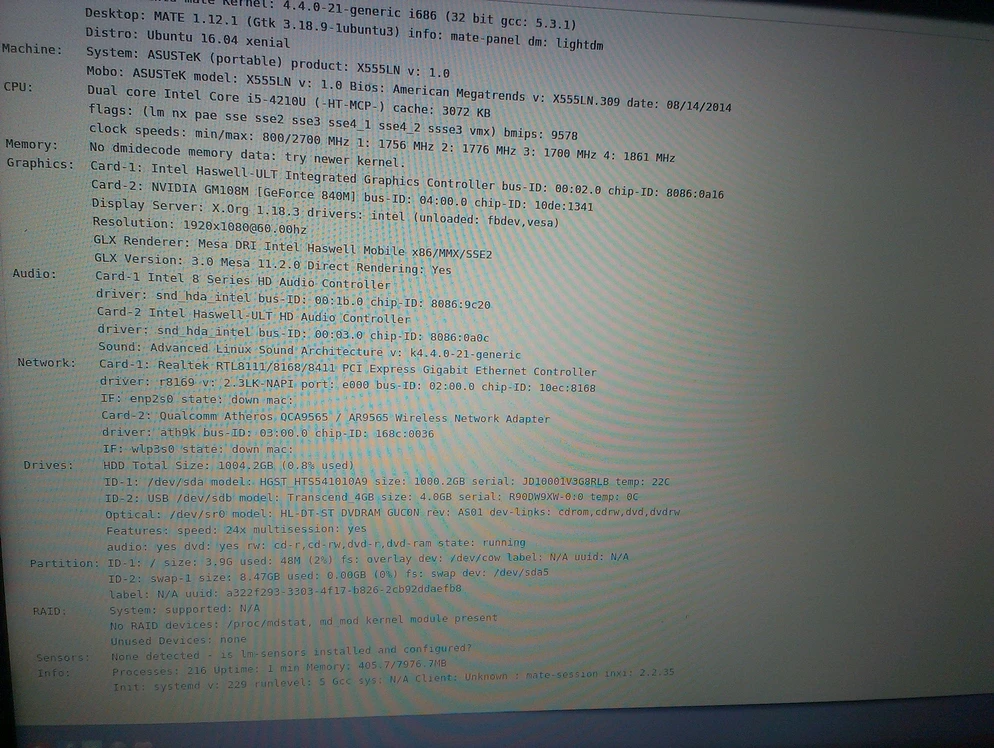 mate Kernel: 4.4.0-21-generic i686 (32 bit gcc: 5.3.1)
Desktop: MATE 1.12.1 (Gtk 3.18.9-1ubuntu3) info: mate-panel dm: lightdm
Distro: Ubuntu 16.04 xenial
Machine: System: ASUSTeK (portable) product: X555LN v: 1.0
Mobo: ASUSTeK model: X555LN v: 1.0 Bios: American Megatrends v: X555LN.309 date: 08/14/2014
CPU: Dual core Intel Core i5-4210U (-HT-MCP-) cache: 3072 KB
flags: (lm nx pae sse sse2 sse3 sse4_1 sse4_2 ssse3 vmx) bmips: 9578
clock speeds: min/max: 800/2700 MHz 1: 1756 MHz 2: 1776 MHz 3: 1700 MHz 4: 1861 MHz
Memory: No dmidecode memory data: try newer kernel.
Graphics: Card-1: Intel Haswell-ULT Integrated Graphics Controller bus-ID: 00:02.0 chip-ID: 8086:0a16
Card-2: NVIDIA GM108M [GeForce 840M] bus-ID: 04:00.0 chip-ID: 10de:1341
Display Server: X.Org 1.18.3 drivers: intel (unloaded: fbdev,vesa)
Resolution: 1920x1080@60.00hz
GLX Renderer: Mesa DRI Intel Haswell Mobile x86/MMX/SSE2
GLX Version: 3.0 Mesa 11.2.0 Direct Rendering: Yes
Audio: Card-1 Intel 8 Series HD Audio Controller
driver: snd_hda_intel bus-ID: 00:1b.0 chip-ID: 8086:9c20
Card-2 Intel Haswell-ULT HD Audio Controller
driver: snd_hda_intel bus-ID: 00:03.0 chip-ID: 8086:0a0c
Sound: Advanced Linux Sound Architecture v: k4.4.0-21-generic
Network: Card-1: Realtek RTL8111/8168/8411 PCI Express Gigabit Ethernet Controller
driver: r8169 v: 2.3LK-NAPI port: e000 bus-ID: 02:00.0 chip-ID: 10ec:8168
IF: enp2s0 state: down mac:
Card-2: Qualcomm Atheros QCA9565 / AR9565 Wireless Network Adapter
driver: ath9k bus-ID: 03:00.0 chip-ID: 168c:0036
IF: wlp3s0 state: down mac:
Drives: HDD Total Size: 1004.2GB (0.8% used)
ID-1: /dev/sda model: HGST_HTS541010A9 size: 1000.2GB serial: JD10001V3G8RLB temp: 22C
ID-2: USB /dev/sdb model: Transcend_4GB size: 4.0GB serial: R90DW9XW-0:0 temp: 0C
Optical: /dev/sr0 model: HL-DT-ST DVDRAM GUC0N rev: AS01 dev-links: cdrom,cdrw,dvd,dvdrw
Features: speed: 24x multisession: yes
audio: yes dvd: yes rw: cd-r,cd-rw,dvd-r,dvd-ram state: running
Partition: ID-1: / size: 3.9G used: 48M (2%) fs: overlay dev: /dev/cow label: N/A uuid: N/A
ID-2: swap-1 size: 8.47GB used: 0.00GB (0%) fs: swap dev: /dev/sda5
label: N/A uuid: a322f293-3303-4f17-b826-2cb92ddaefb8
RAID: System: supported: N/A
No RAID devices: /proc/mdstat, md_mod kernel module present
Unused Devices: none
Sensors: None detected - is lm-sensors installed and configured?
Info: Processes: 216 Uptime: 1 min Memory: 405.7/7976.7MB
Init: systemd v: 229 runlevel: 5 Gcc sys: N/A Client: Unknown : mate-session inxi: 2.2.35